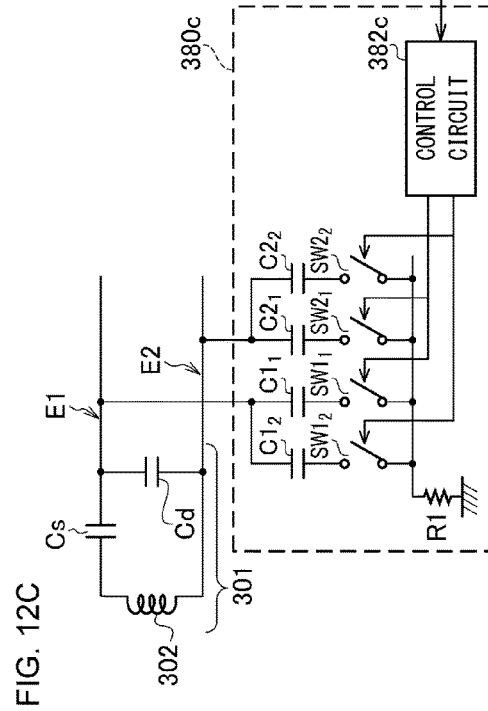 FIG. 12C
Cs
E1
E2
Cd
302
301
380c
C1₂
C1₁
C2₁
C2₂
SW1₂
SW1₁
SW2₁
SW2₂
R1
382c
CONTROL
CIRCUIT